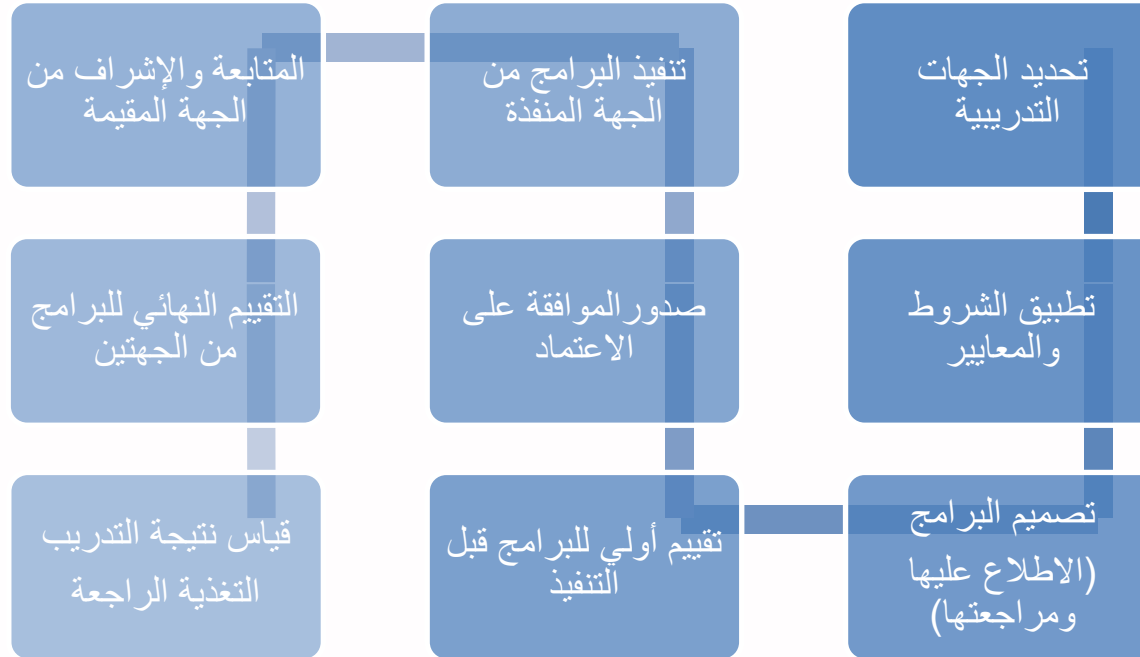 تحديد الجهات
التدريبية
تطبيق الشروط
والمعايير
تصميم البرامج
(الاطلاع عليها
ومراجعتها)
تقييم أولي للبرامج قبل
التنفيذ
صدورالموافقة على
الاعتماد
تنفيذ البرامج من
الجهة المنفذة
المتابعة والإشراف من
الجهة المقيمة
التقييم النهائي للبرامج
من الجهتين
قياس نتيجة التدريب
التغذية الراجعة